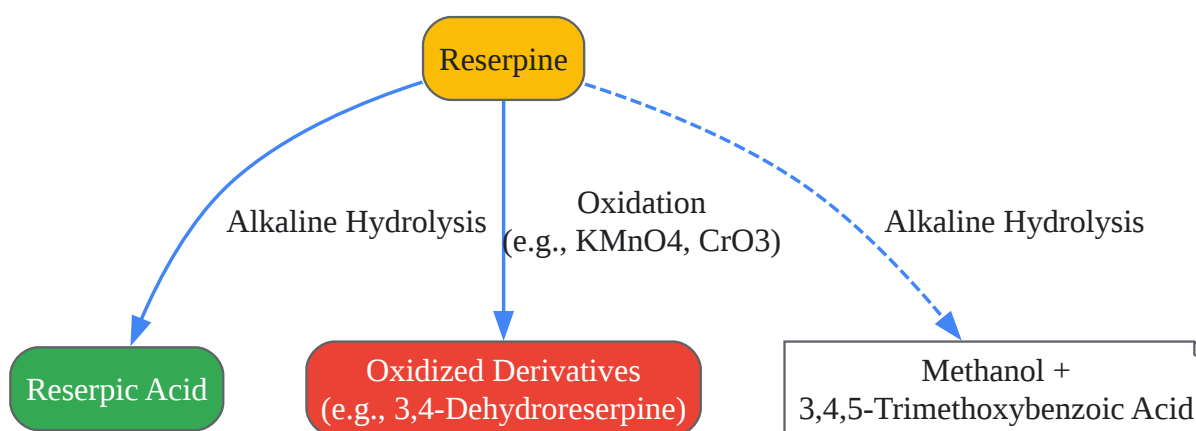 Reserpine
Alkaline Hydrolysis
Oxidation
(e.g., KMnO4, CrO3)
Alkaline Hydrolysis
Reserpic Acid
Oxidized Derivatives
(e.g., 3,4-Dehydroreserpine)
Methanol +
3,4,5-Trimethoxybenzoic Acid